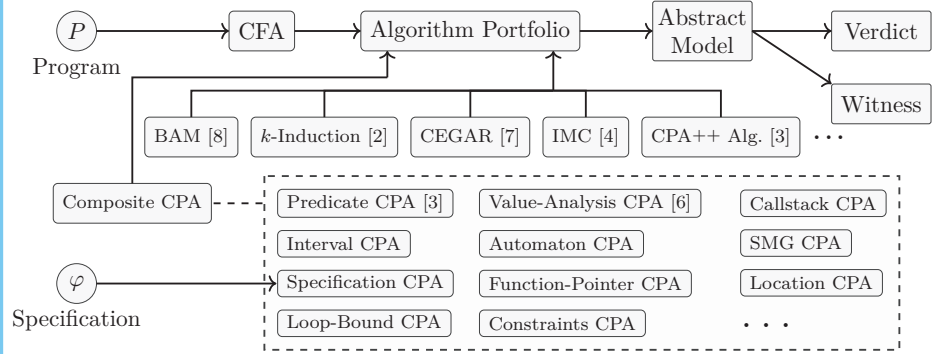 P
Program
CFA
Algorithm Portfolio
Abstract
Model
Verdict
Witness
BAM [8]
k-Induction [2]
CEGAR [7]
IMC [4]
CPA++ Alg. [3]
...
Composite CPA
Predicate CPA [3]
Value-Analysis CPA [6]
Callstack CPA
Interval CPA
Automaton CPA
SMG CPA
φ
Specification
Specification CPA
Function-Pointer CPA
Location CPA
Loop-Bound CPA
Constraints CPA
...